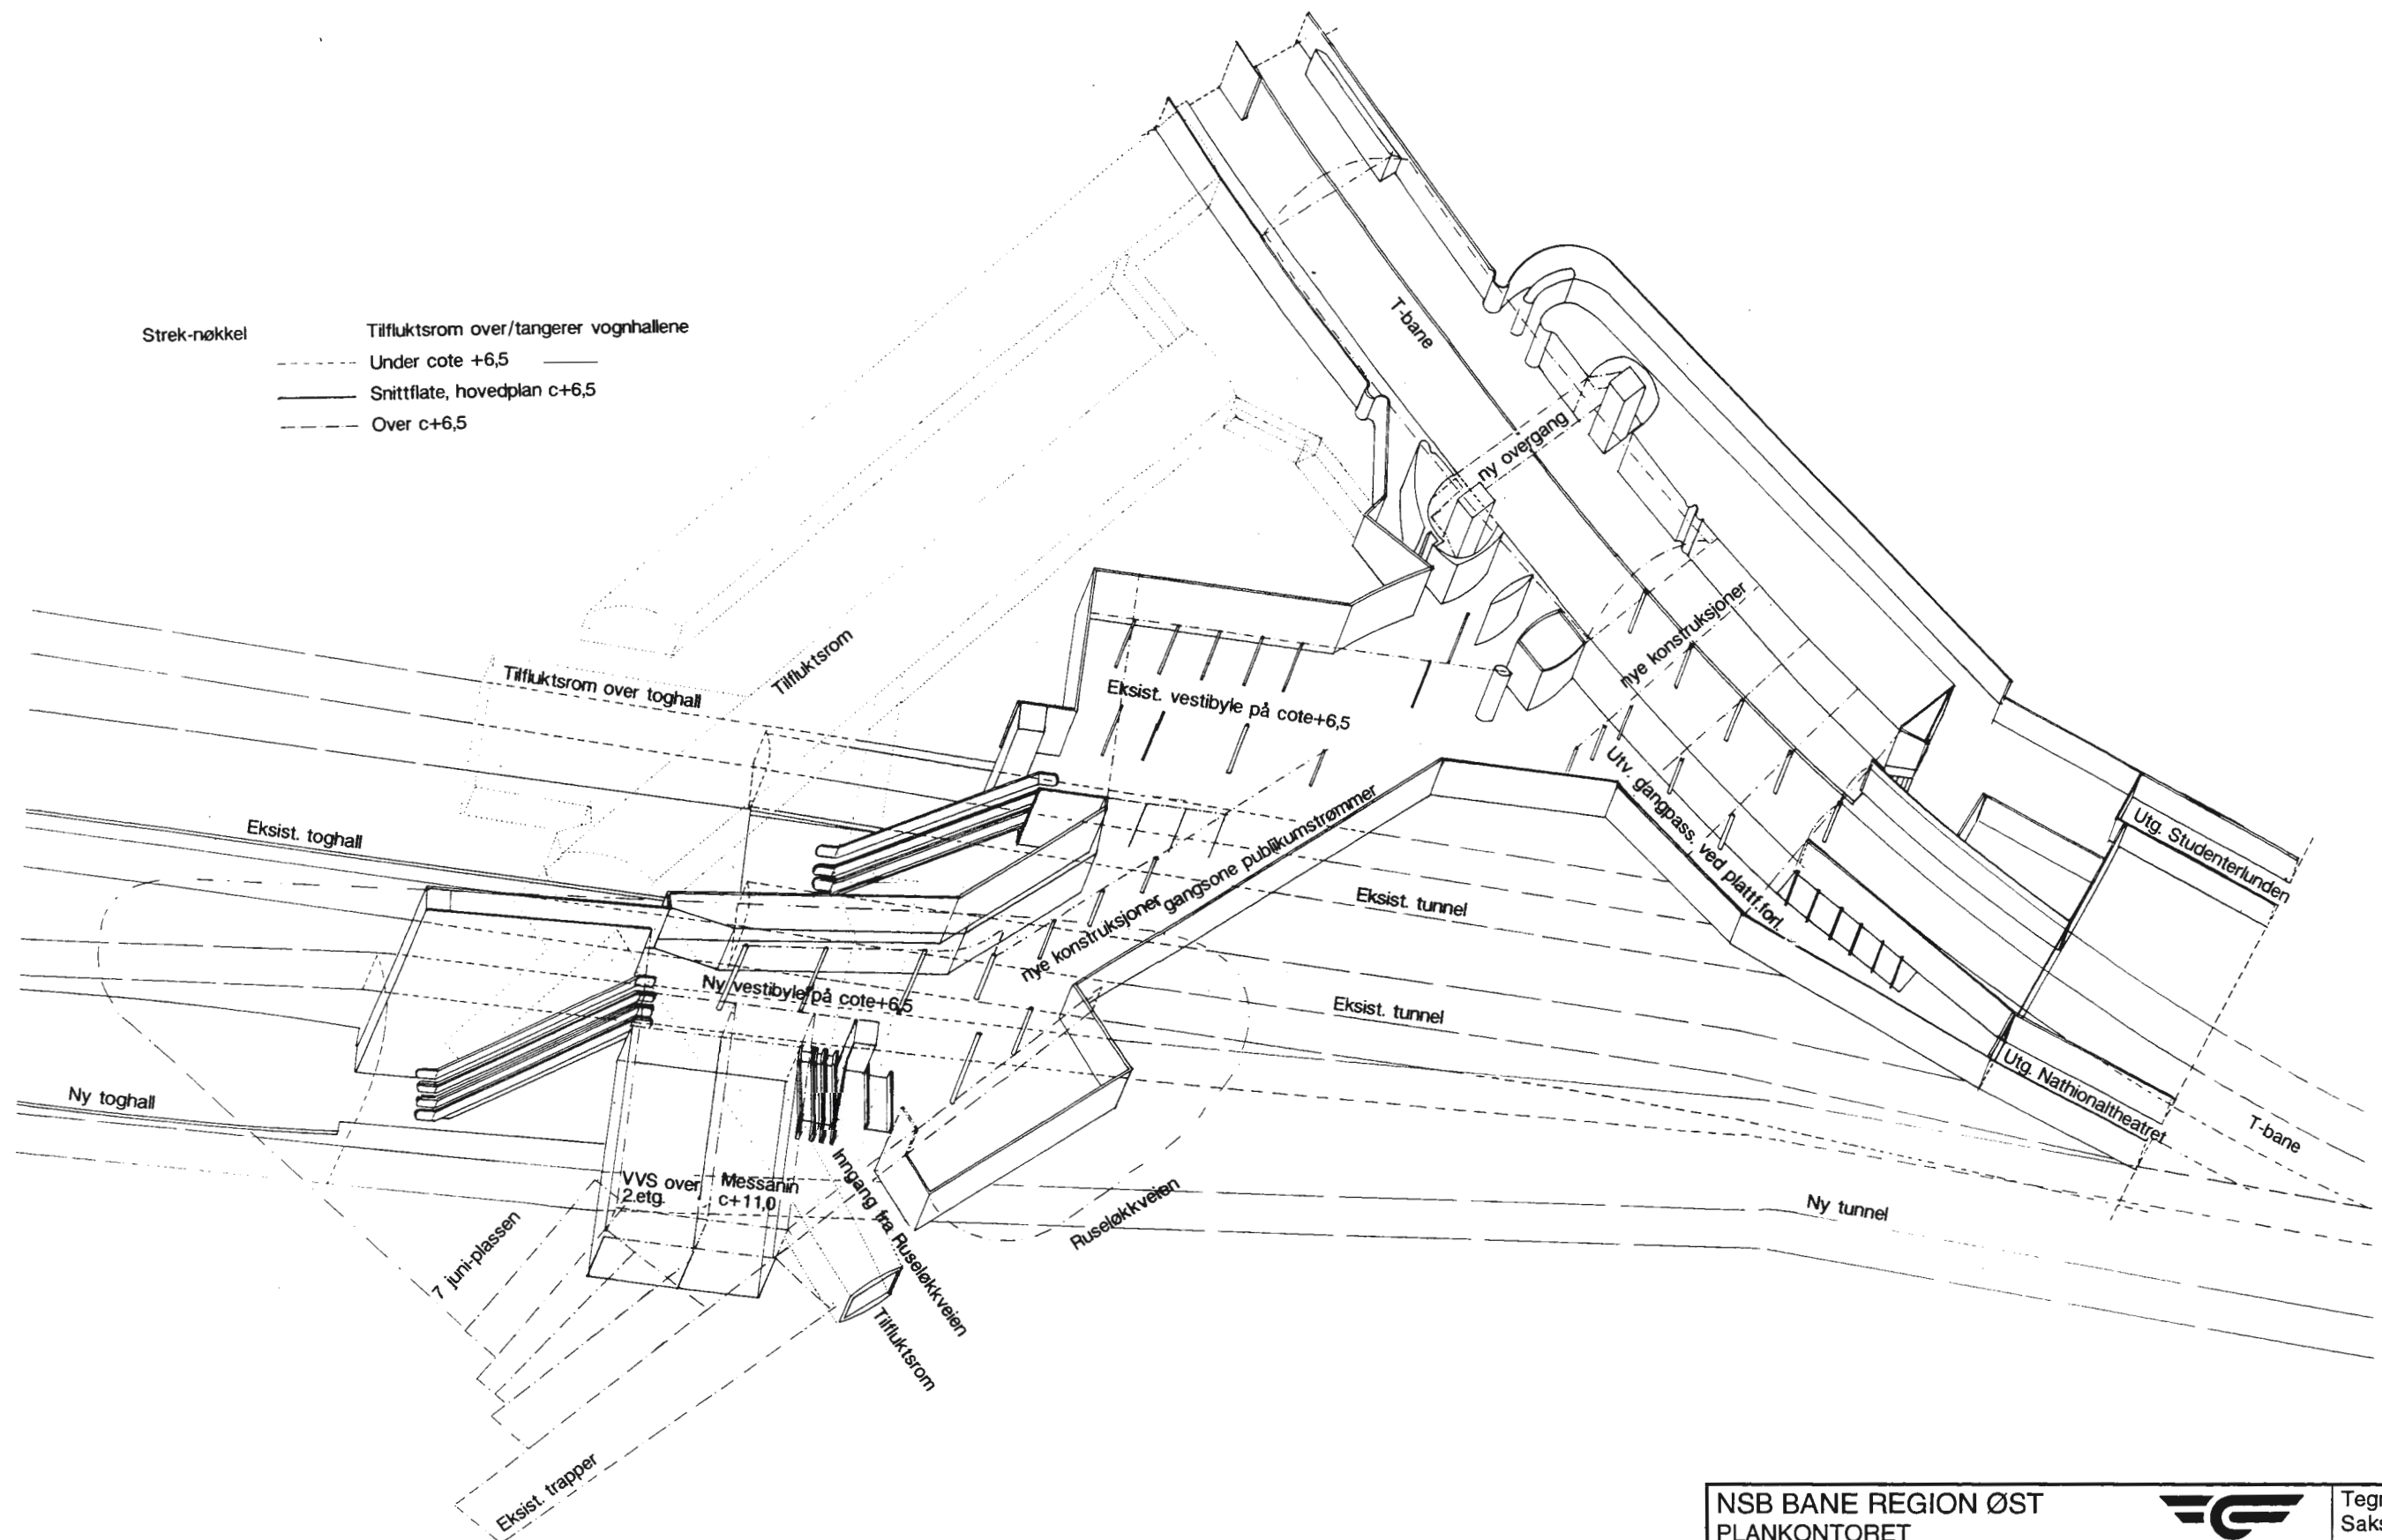 Strek-nøkkel
Tilfluktsrom over/tangerer vognhallene
Under cote +6,5
Snittflate, hovedplan c+6,5
Over c+6,5
T-bane
ny overgang
nye konstruksjoner
Tilfluktsrom
Tilfluktsrom over toghall
Eksist. vestibyle på cote+6,5
Utv. gangpass. ved plattf.forl.
Utg. Studenterlunden
Eksist. toghall
gangsone publikumstrømmer
nye konstruksjoner
Eksist. tunnel
Ny vestibyle på cote+6,5
Eksist. tunnel
Utg. Nathionaltheatret
T-bane
Ny toghall
VVS over
2.etg.
Messanin
c+11,0
Inngang fra Ruseløkkveien
Ruseløkkveien
Ny tunnel
7 juni-plassen
Tilfluktsrom
Eksist. trapper
NSB BANE REGION ØST
PLANKONTORET